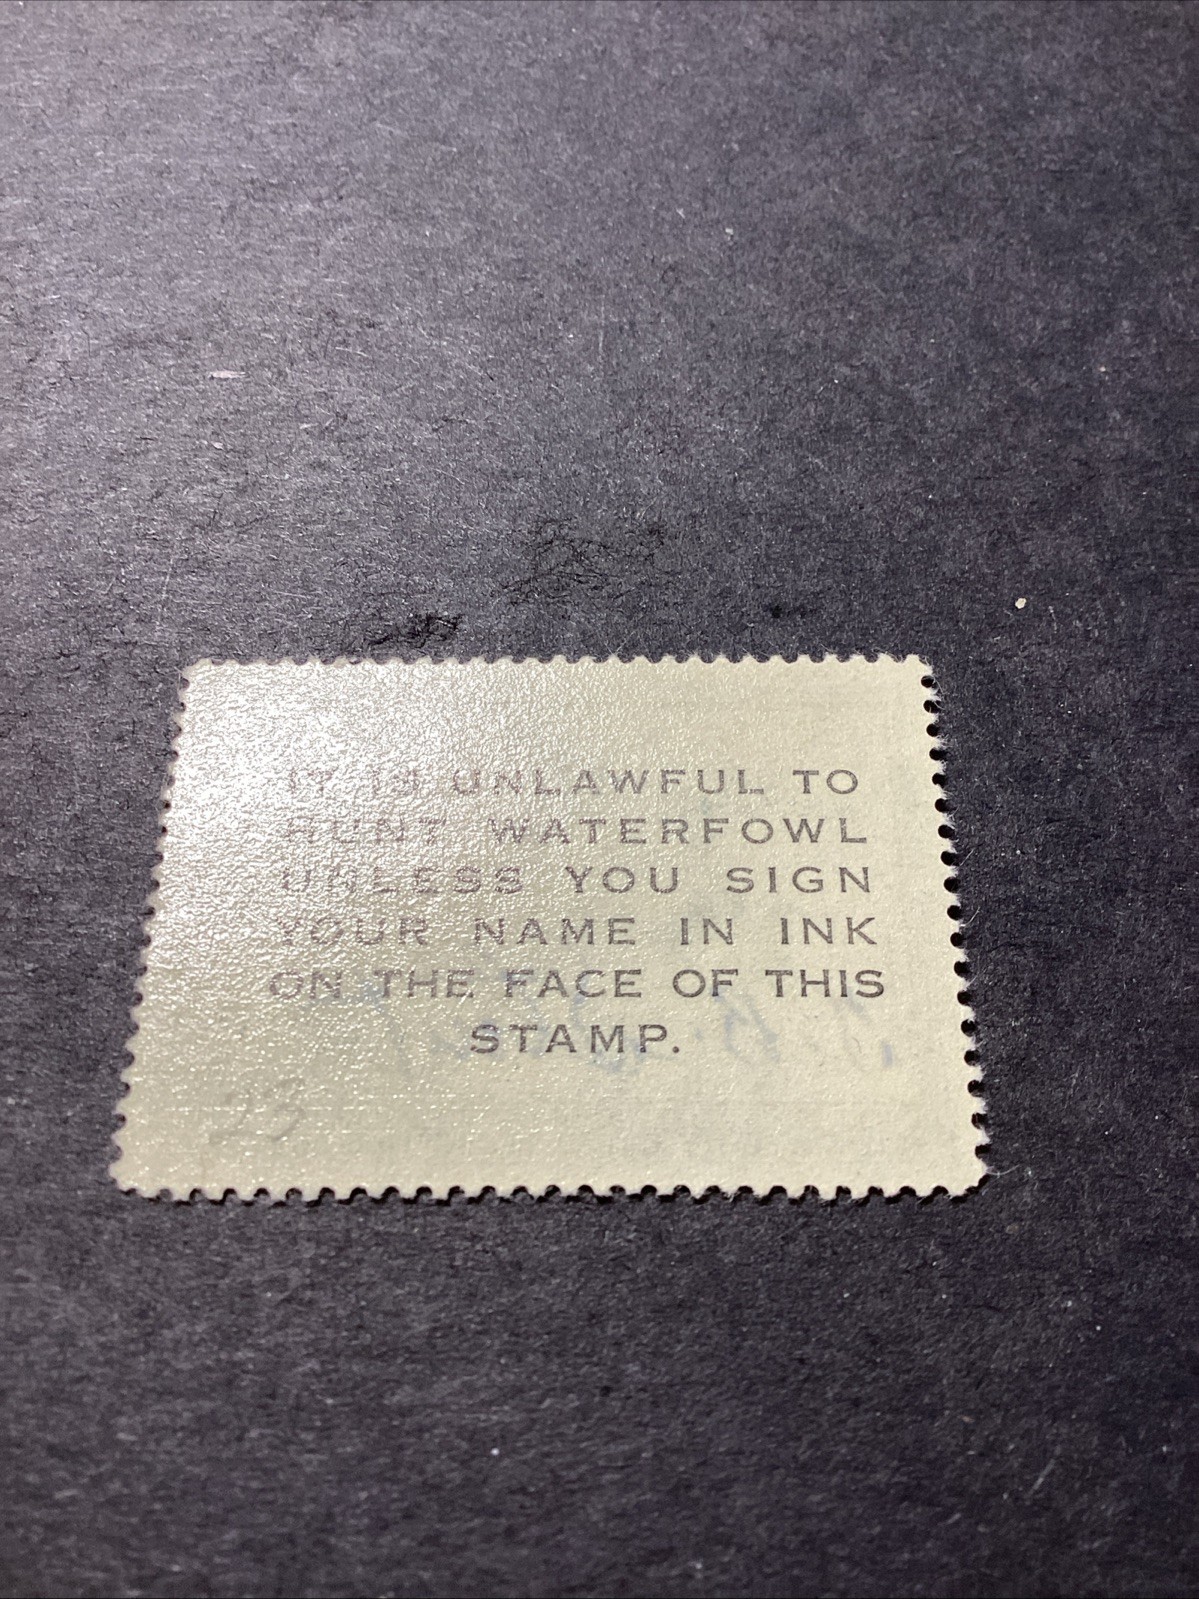 IT IS UNLAWFUL TO
HUNT WATERFOWL
UNLESS YOU SIGN
YOUR NAME IN INK
ON THE FACE OF THIS
STAMP.
23